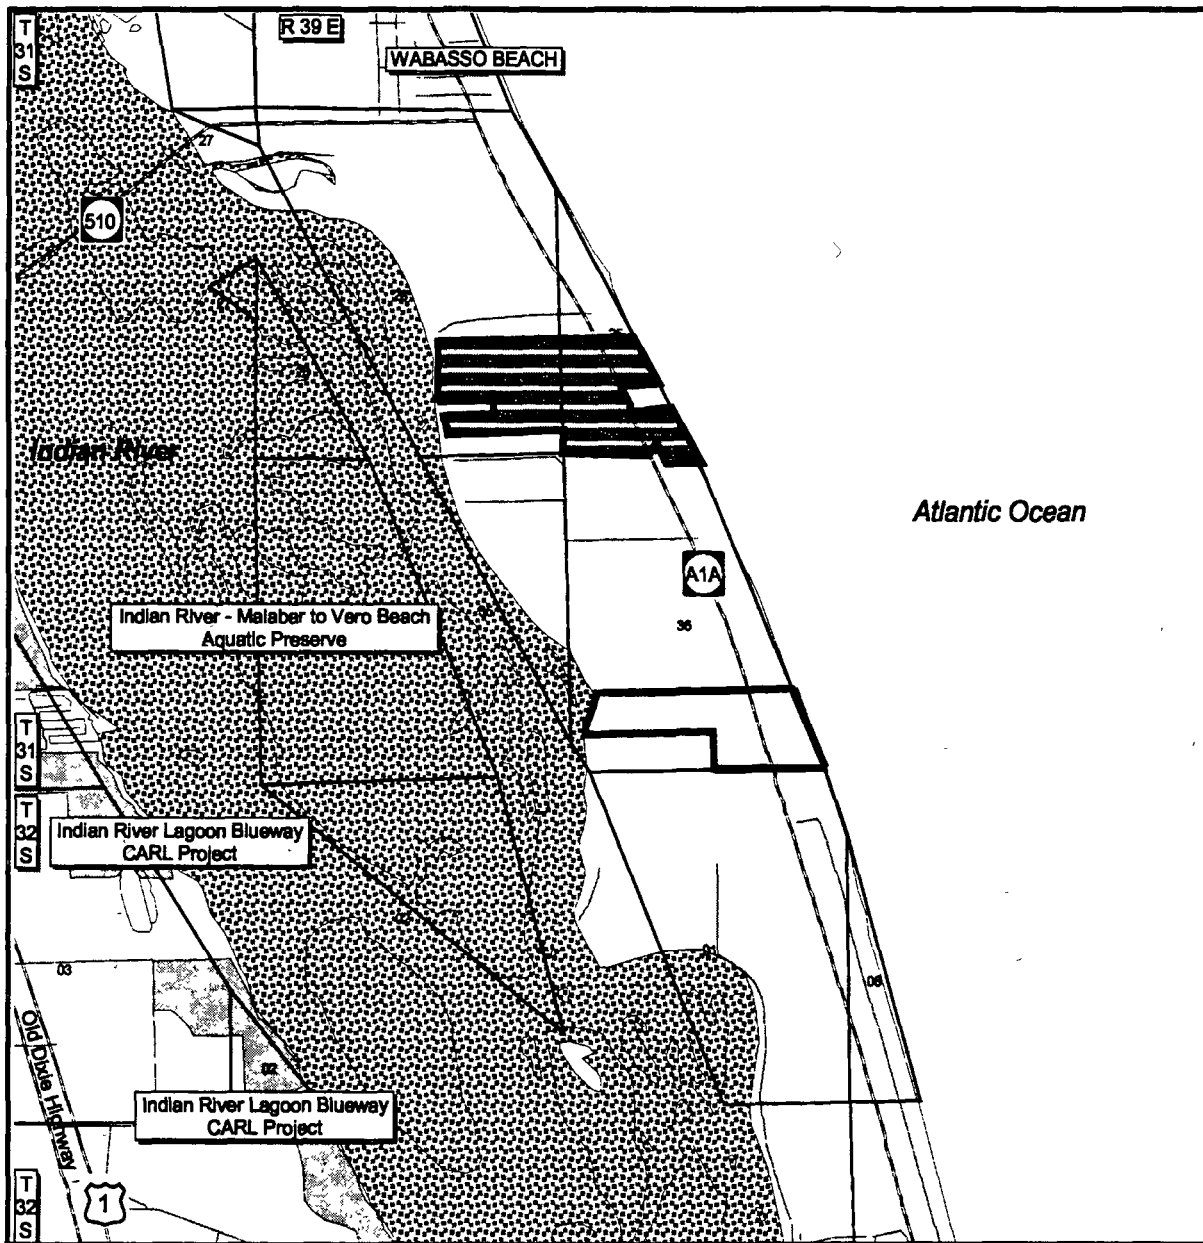 T
31
S
R 39 E
WABASSO BEACH
27
510
Indian River
Atlantic Ocean
A1A
Indian River - Malabar to Vero Beach
Aquatic Preserve
36
T
31
S
T
32
S
Indian River Lagoon Blueway
CARL Project
03
01
06
Old Dixie Highway
02
Indian River Lagoon Blueway
CARL Project
T
32
S
1